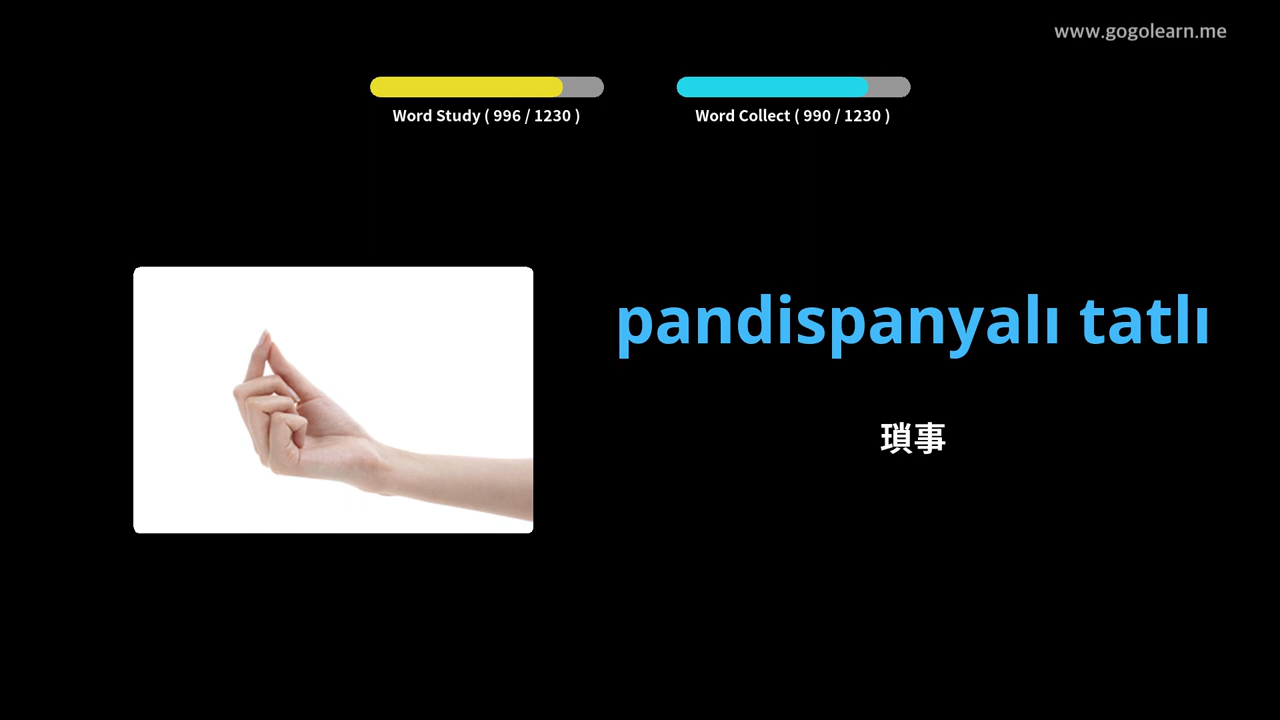 www.gogolearn.me
Word Study ( 996 / 1230 )
Word Collect ( 990 / 1230 )
pandispanyalı tatlı
瑣事